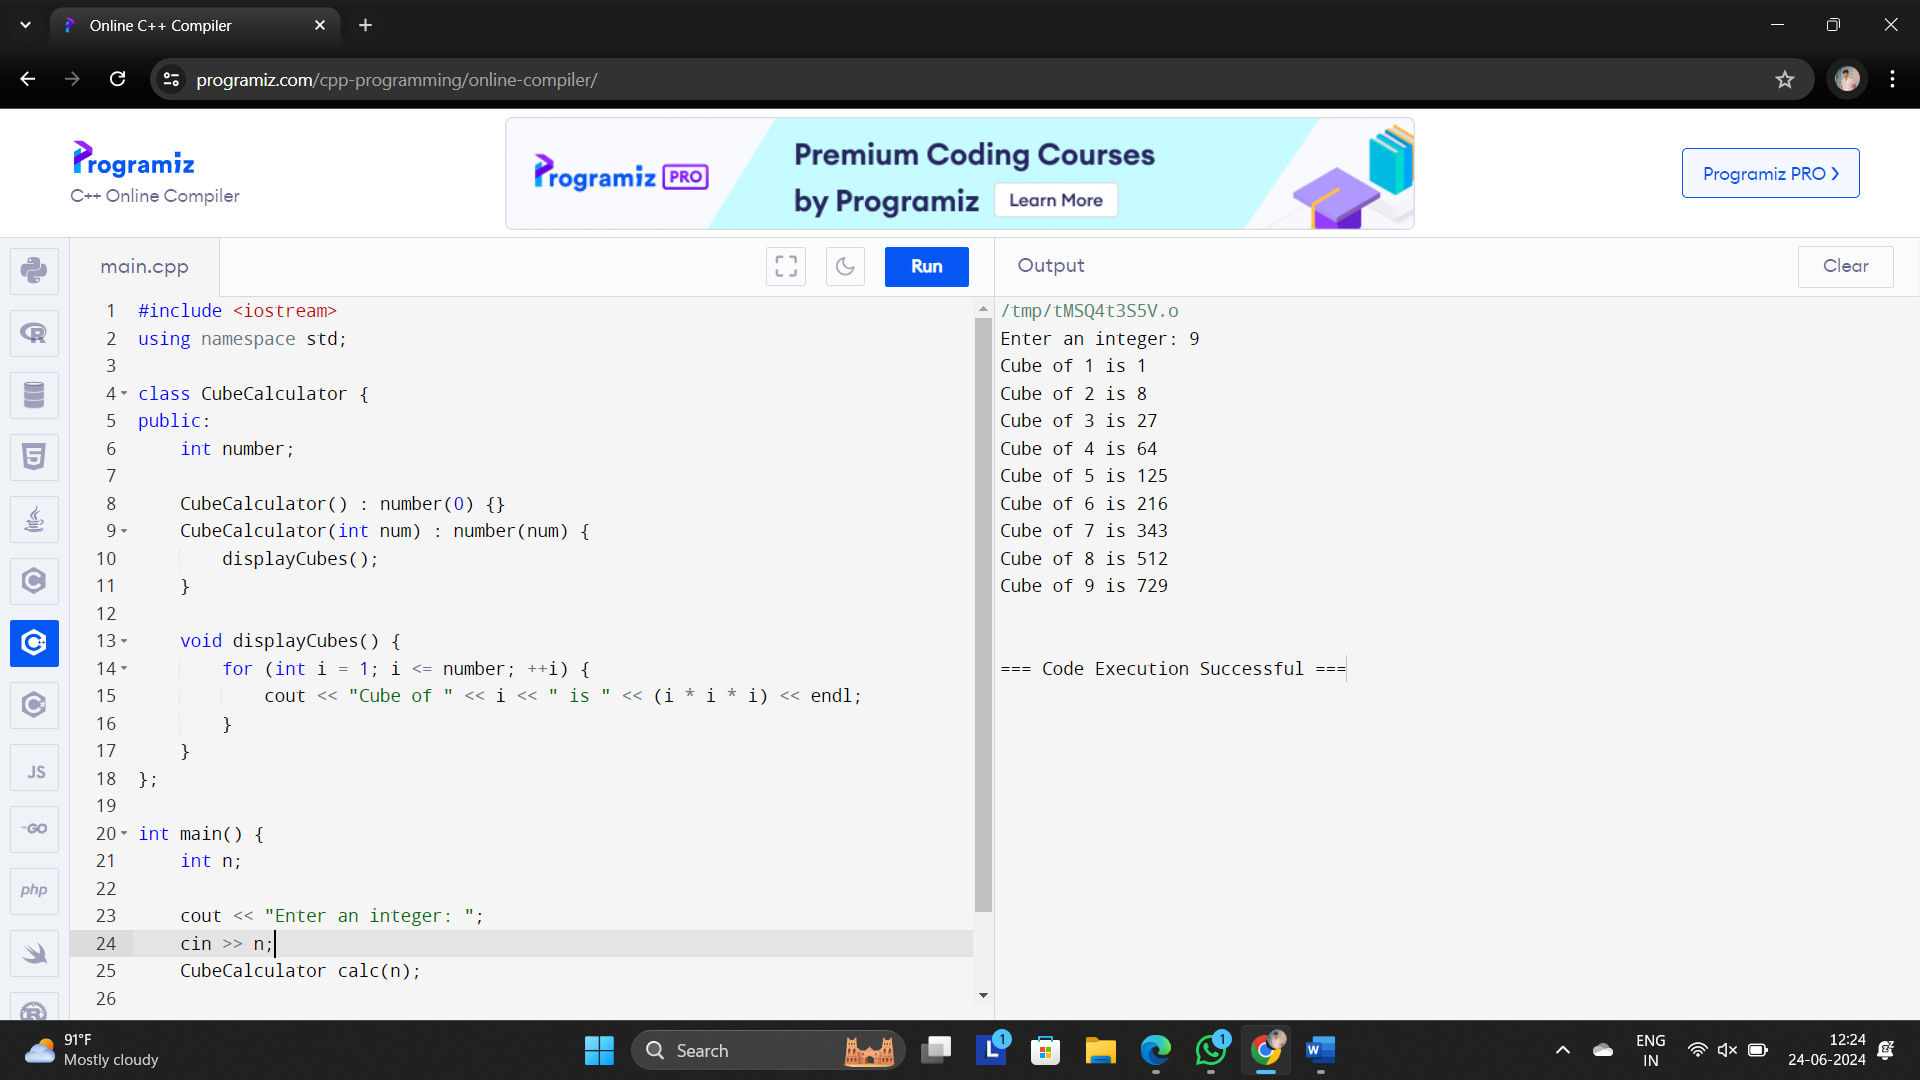 Online C++ Compiler
programiz.com/cpp-programming/online-compiler/
Programiz
C++ Online Compiler
Programiz PRO
Premium Coding Courses
by Programiz
Learn More
Programiz PRO
main.cpp
Run
Output
Clear
1 #include <iostream>
2 using namespace std;
3
4 class CubeCalculator {
5 public:
6     int number;
7
8     CubeCalculator() : number(0) {}
9     CubeCalculator(int num) : number(num) {
10         displayCubes();
11     }
12
13     void displayCubes() {
14         for (int i = 1; i <= number; ++i) {
15             cout << "Cube of " << i << " is " << (i * i * i) << endl;
16         }
17     }
18 };
19
20 int main() {
21     int n;
22
23     cout << "Enter an integer: ";
24     cin >> n;
25     CubeCalculator calc(n);
26
/tmp/tMSQ4t3S5V.o
Enter an integer: 9
Cube of 1 is 1
Cube of 2 is 8
Cube of 3 is 27
Cube of 4 is 64
Cube of 5 is 125
Cube of 6 is 216
Cube of 7 is 343
Cube of 8 is 512
Cube of 9 is 729
=== Code Execution Successful ===
R
5
C
C++
C#
JS
GO
php
R
91°F
Mostly cloudy
Search
L 1
1
W
ENG
IN
12:24
24-06-2024